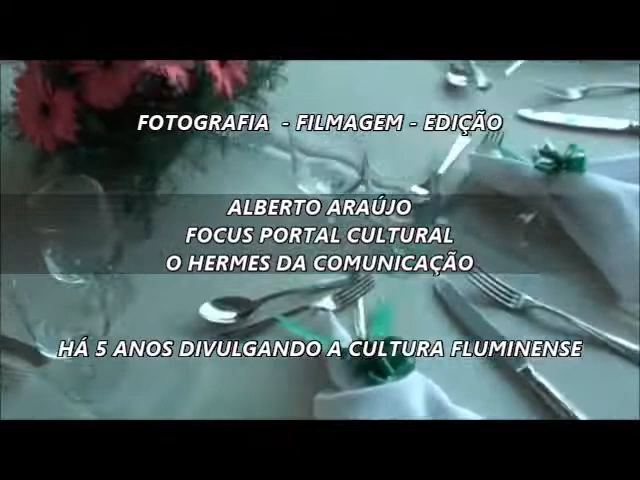 FOTOGRAFIA - FILMAGEM - EDIÇÃO
ALBERTO ARAÚJO
FOCUS PORTAL CULTURAL
O HERMES DA COMUNICAÇÃO
HÁ 5 ANOS DIVULGANDO A CULTURA FLUMINENSE